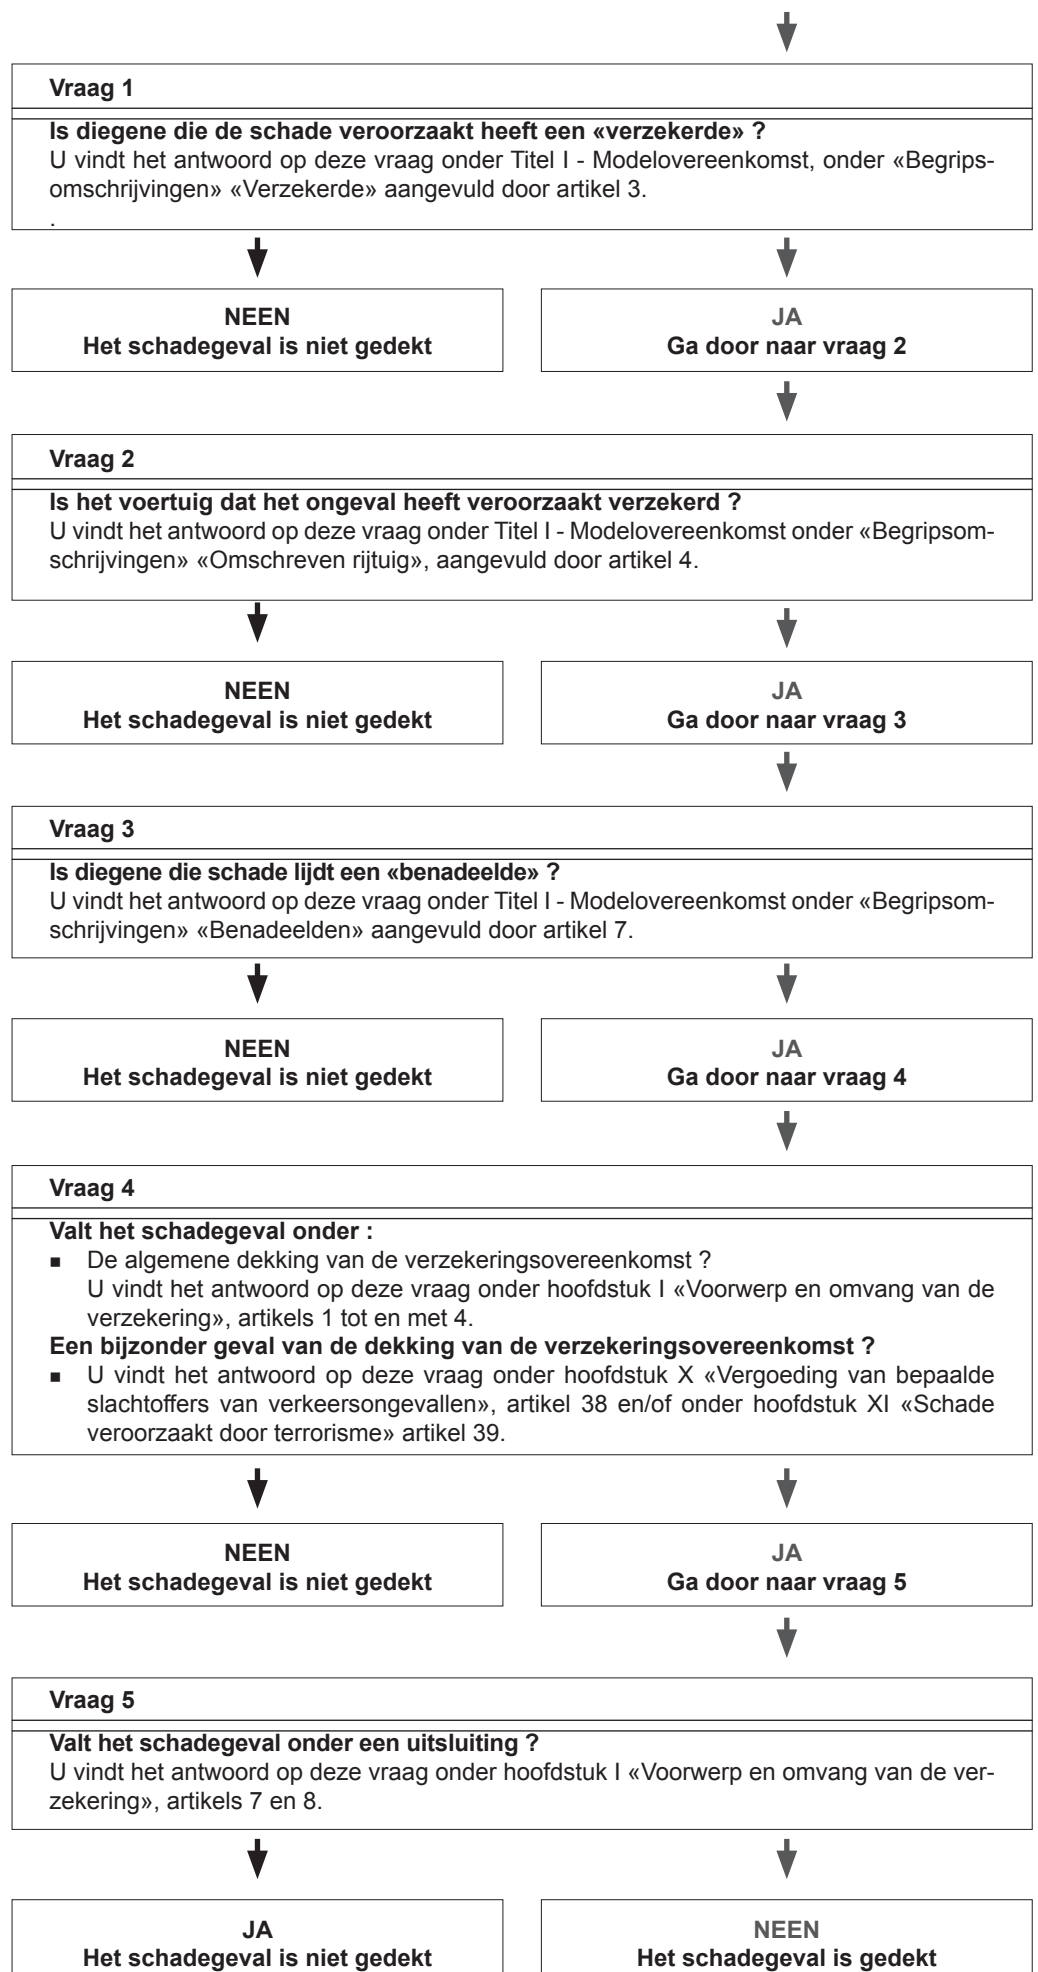 Vraag 1
Is diegene die de schade veroorzaakt heeft een «verzekerde» ?
U vindt het antwoord op deze vraag onder Titel I - Modelovereenkomst, onder «Begrips-
omschrijvingen» «Verzekerde» aangevuld door artikel 3.
.
NEEN
Het schadegeval is niet gedekt
JA
Ga door naar vraag 2
Vraag 2
Is het voertuig dat het ongeval heeft veroorzaakt verzekerd ?
U vindt het antwoord op deze vraag onder Titel I - Modelovereenkomst onder «Begripsom-
schrijvingen» «Omschreven rijtuig», aangevuld door artikel 4.
NEEN
Het schadegeval is niet gedekt
JA
Ga door naar vraag 3
Vraag 3
Is diegene die schade lijdt een «benadeelde» ?
U vindt het antwoord op deze vraag onder Titel I - Modelovereenkomst onder «Begripsom-
schrijvingen» «Benadeelden» aangevuld door artikel 7.
NEEN
Het schadegeval is niet gedekt
JA
Ga door naar vraag 4
Vraag 4
Valt het schadegeval onder :
■ De algemene dekking van de verzekeringsovereenkomst ?
U vindt het antwoord op deze vraag onder hoofdstuk I «Voorwerp en omvang van de
verzekering», artikels 1 tot en met 4.
Een bijzonder geval van de dekking van de verzekeringsovereenkomst ?
■ U vindt het antwoord op deze vraag onder hoofdstuk X «Vergoeding van bepaalde
slachtoffers van verkeersongevallen», artikel 38 en/of onder hoofdstuk XI «Schade
veroorzaakt door terrorisme» artikel 39.
NEEN
Het schadegeval is niet gedekt
JA
Ga door naar vraag 5
Vraag 5
Valt het schadegeval onder een uitsluiting ?
U vindt het antwoord op deze vraag onder hoofdstuk I «Voorwerp en omvang van de ver-
zekering», artikels 7 en 8.
JA
Het schadegeval is niet gedekt
NEEN
Het schadegeval is gedekt